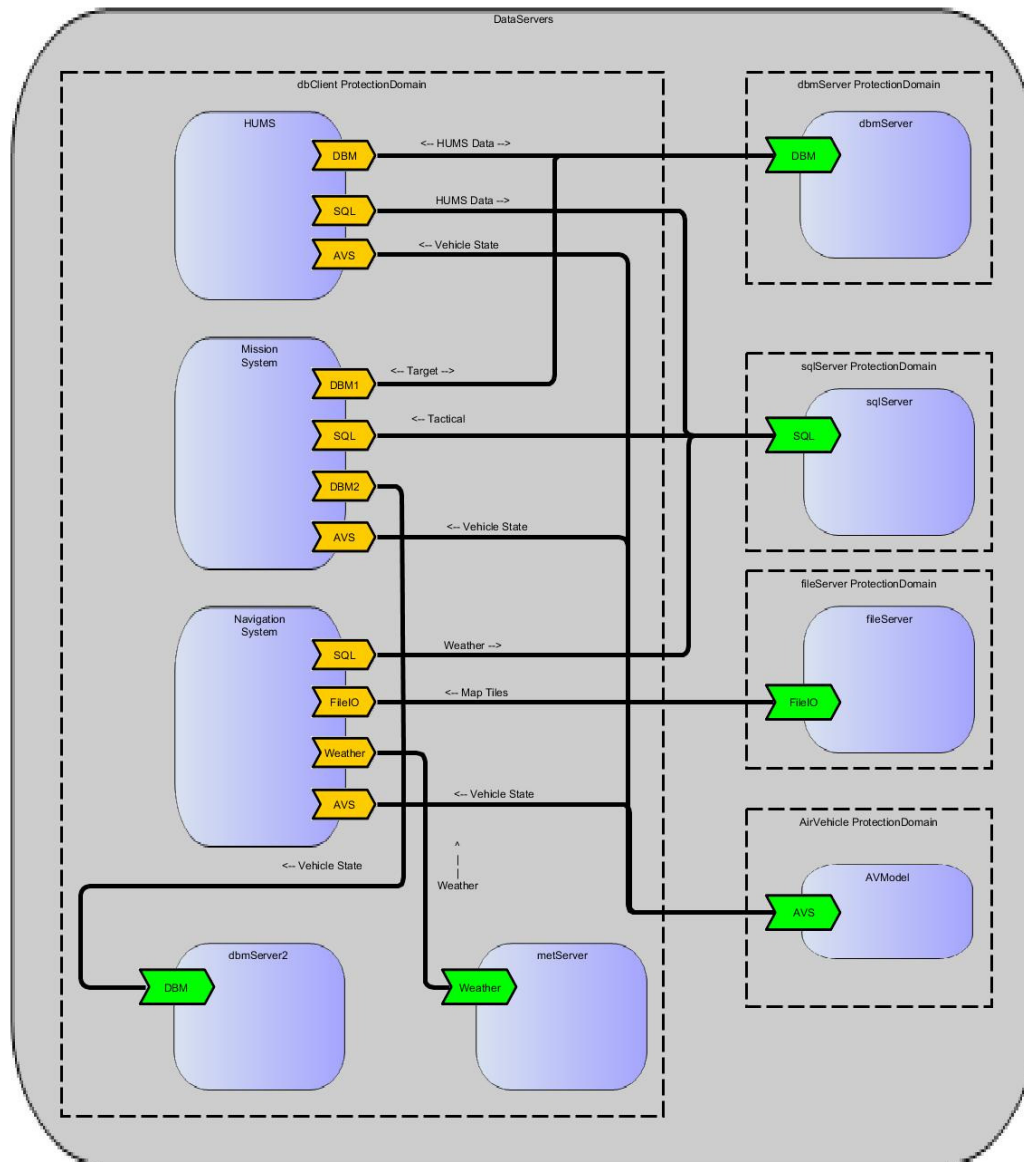 DataServers
dbClient ProtectionDomain
dbmServer ProtectionDomain
HUMS
dbmServer
DBM
<-- HUMS Data -->
DBM
SQL
HUMS Data -->
AVS
<-- Vehicle State
Mission
System
sqlServer ProtectionDomain
sqlServer
DBM1
<-- Target -->
SQL
<-- Tactical
SQL
DBM2
AVS
<-- Vehicle State
fileServer ProtectionDomain
Navigation
System
fileServer
SQL
Weather -->
FileIO
<-- Map Tiles
FileIO
Weather
AVS
<-- Vehicle State
AirVehicle ProtectionDomain
<-- Vehicle State
^
|
|
Weather
AVModel
AVS
dbmServer2
metServer
DBM
Weather